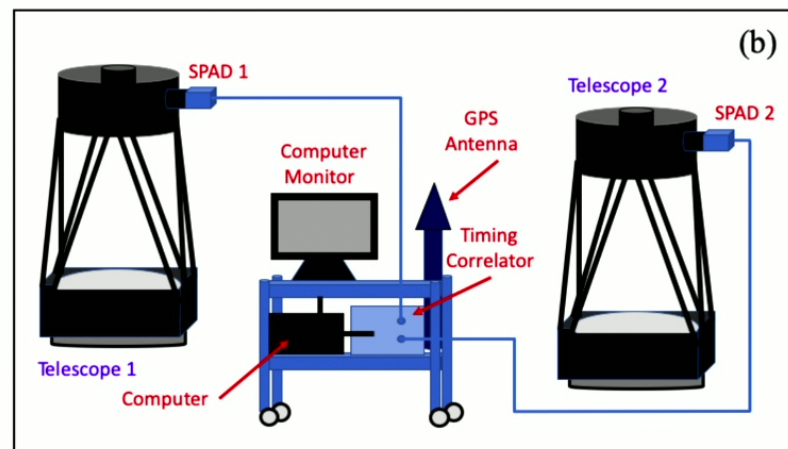 (b)
SPAD 1
Telescope 2
SPAD 2
GPS
Antenna
Computer
Monitor
Timing
Correlator
Telescope 1
Computer